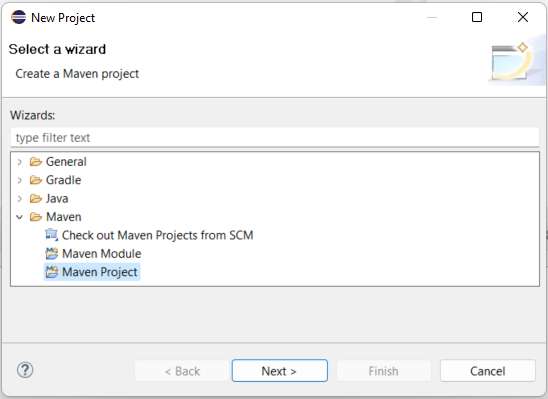 New Project
Select a wizard
Create a Maven project
Wizards:
type filter text
General
Gradle
Java
Maven
Check out Maven Projects from SCM
Maven Module
Maven Project
< Back
Next >
Finish
Cancel